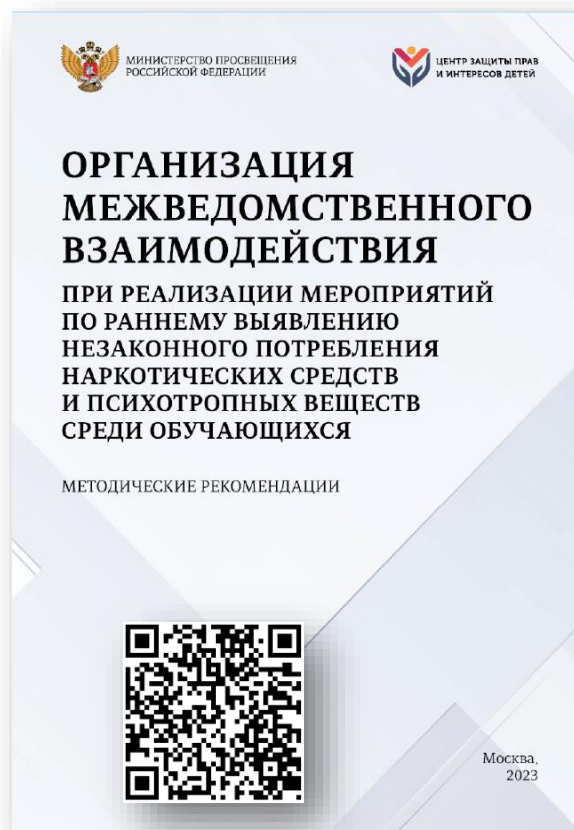 МИНИСТЕРСТВО ПРОСВЕЩЕНИЯ
РОССИЙСКОЙ ФЕДЕРАЦИИ
ЦЕНТР ЗАЩИТЫ ПРАВ
И ИНТЕРЕСОВ ДЕТЕЙ
ОРГАНИЗАЦИЯ
МЕЖВЕДОМСТВЕННОГО
ВЗАИМОДЕЙСТВИЯ
ПРИ РЕАЛИЗАЦИИ МЕРОПРИЯТИЙ
ПО РАННЕМУ ВЫЯВЛЕНИЮ
НЕЗАКОННОГО ПОТРЕБЛЕНИЯ
НАРКОТИЧЕСКИХ СРЕДСТВ
И ПСИХОТРОПНЫХ ВЕЩЕСТВ
СРЕДИ ОБУЧАЮЩИХСЯ
МЕТОДИЧЕСКИЕ РЕКОМЕНДАЦИИ
Москва,
2023